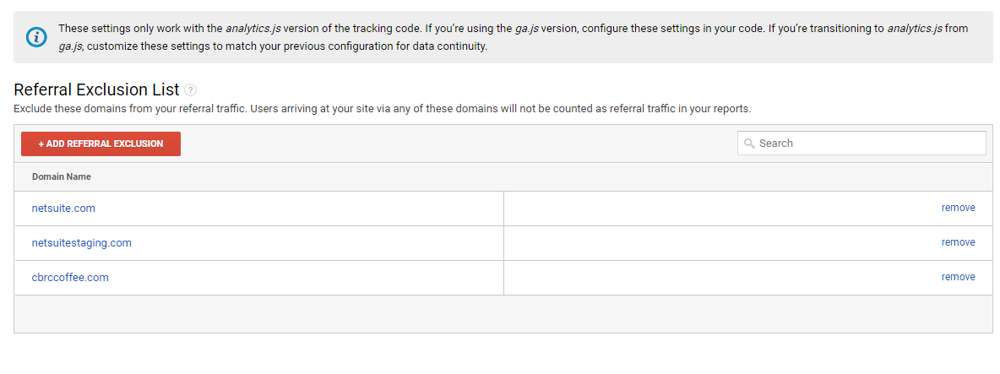 These settings only work with the analytics.js version of the tracking code. If you're using the ga.js version, configure these settings in your code. If you're transitioning to analytics.js from
ga.js, customize these settings to match your previous configuration for data continuity.
Referral Exclusion List ?
Exclude these domains from your referral traffic. Users arriving at your site via any of these domains will not be counted as referral traffic in your reports.
+ ADD REFERRAL EXCLUSION
Search
Domain Name
netsuite.com remove
netsuitestaging.com remove
cbrccoffee.com remove